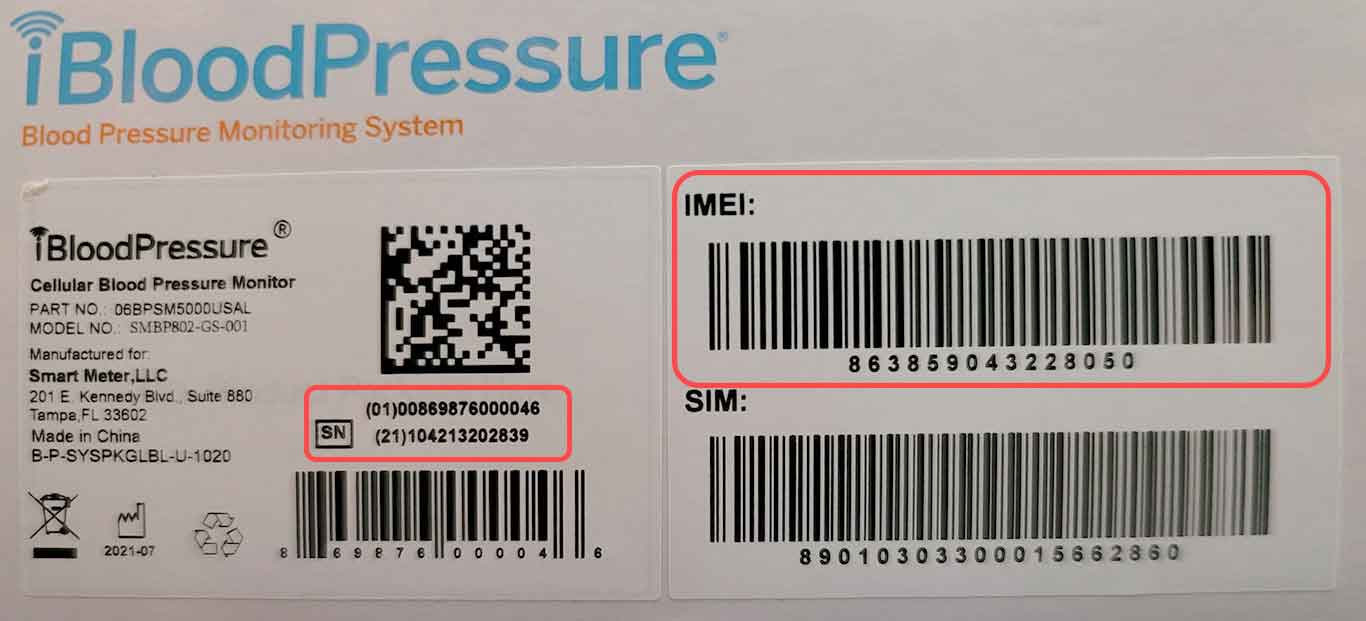 iBloodPressure®
Blood Pressure Monitoring System
iBloodPressure®
Cellular Blood Pressure Monitor
PART NO.: 06BPSM5000USAL
MODEL NO.: SMBP802-GS-001
Manufactured for:
Smart Meter,LLC
201 E. Kennedy Blvd., Suite 880
Tampa,FL 33602
Made in China
B-P-SYSPKGLBL-U-1020
2021-07
(01)00869876000046
SN (21)104213202839
8 69876 00004 6
IMEI:
863859043228050
SIM:
89010303300015662860